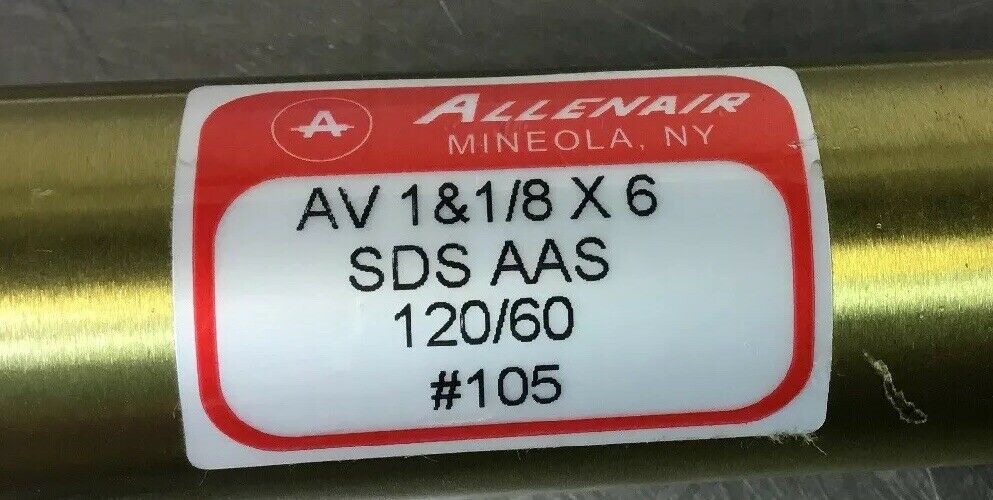 A ALLENAIR
MINEOLA, NY
AV 1&1/8 X 6
SDS AAS
120/60
#105